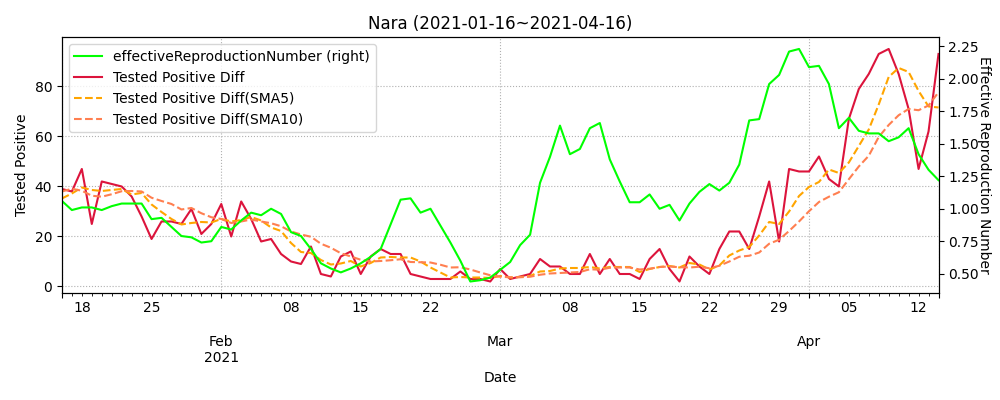 Nara (2021-01-16~2021-04-16)
effectiveReproductionNumber (right)
Tested Positive Diff
Tested Positive Diff(SMA5)
Tested Positive Diff(SMA10)
Tested Positive
80
60
40
20
0
2.25
2.00
1.75
1.50
1.25
1.00
0.75
0.50
Effective Reproduction Number
18 25 08 15 22 08 15 22 29 05 12
Feb Mar Apr
2021
Date